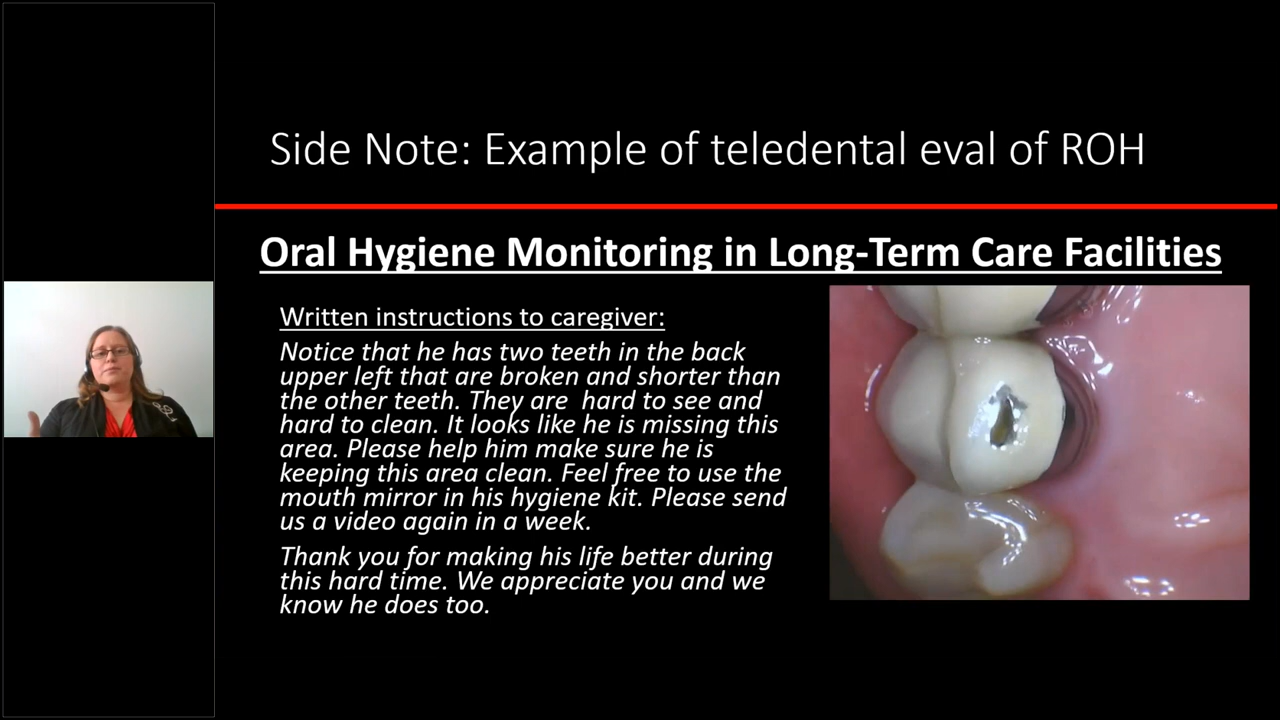 Side Note: Example of teledental eval of ROH
Oral Hygiene Monitoring in Long-Term Care Facilities
Written instructions to caregiver:
Notice that he has two teeth in the back
upper left that are broken and shorter than
the other teeth. They are hard to see and
hard to clean. It looks like he is missing this
area. Please help him make sure he is
keeping this area clean. Feel free to use the
mouth mirror in his hygiene kit. Please send
us a video again in a week.
Thank you for making his life better during
this hard time. We appreciate you and we
know he does too.